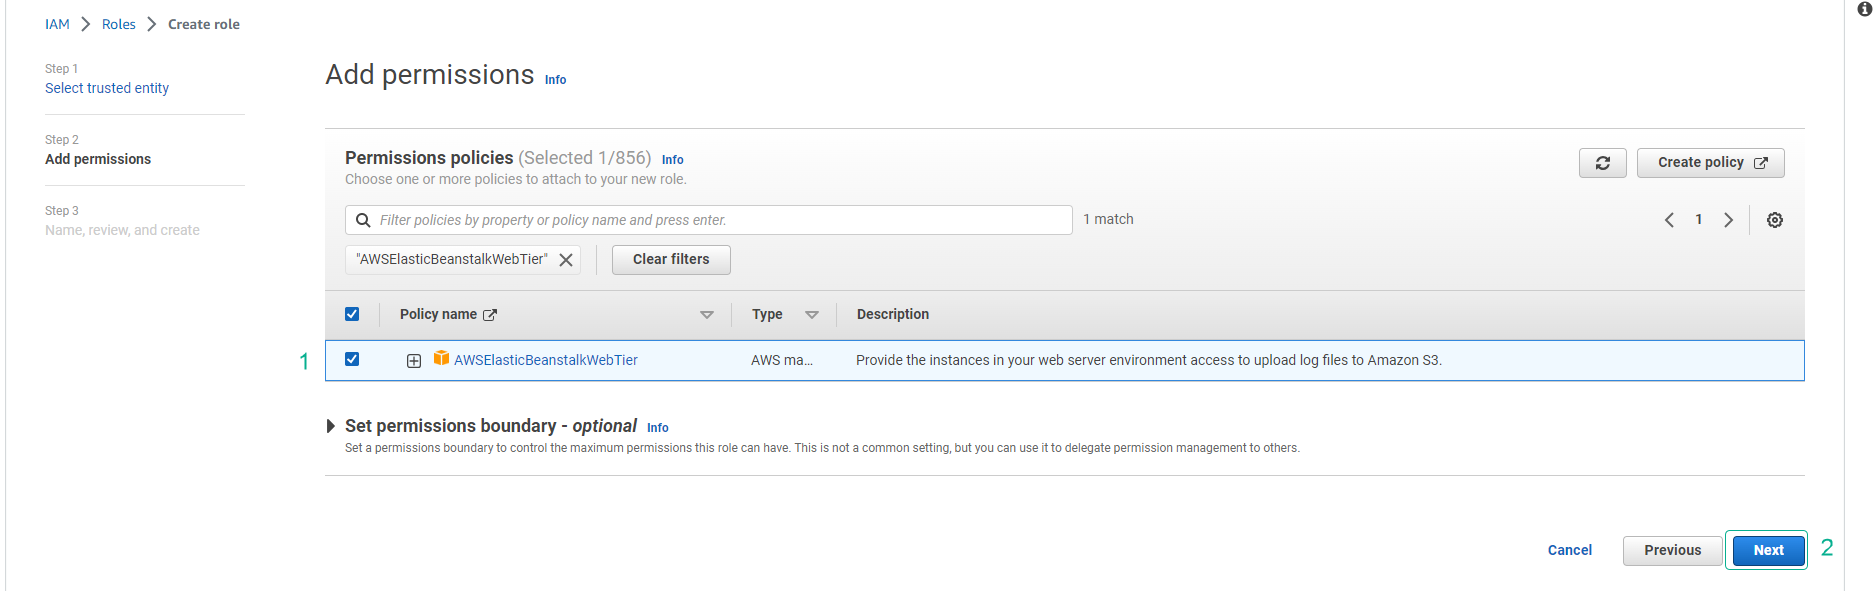 IAM > Roles > Create role
Step 1
Select trusted entity
Step 2
Add permissions
Step 3
Name, review, and create
Add permissions Info
Permissions policies (Selected 1/856) Info
Choose one or more policies to attach to your new role.
Create policy
Filter policies by property or policy name and press enter.
1 match
1
"AWSElasticBeanstalkWebTier"
Clear filters
Policy name Type Description
1 AWSElasticBeanstalkWebTier AWS ma... Provide the instances in your web server environment access to upload log files to Amazon S3.
Set permissions boundary - optional Info
Set a permissions boundary to control the maximum permissions this role can have. This is not a common setting, but you can use it to delegate permission management to others.
Cancel Previous Next 2